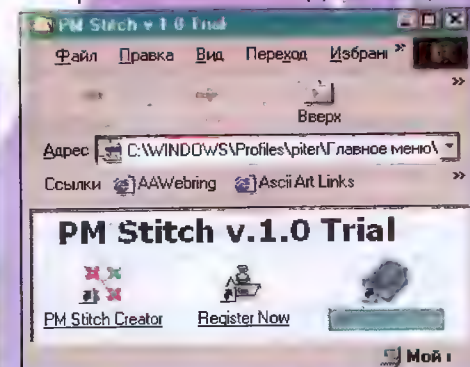 PM Stitch v 1.0 Trial
Файл Правка Вид Переход Избран »
»
Вверх
Адрес C:\WINDOWS\Profiles\piter\Главное меню\
Ссылки AAWebring Ascii Art Links »
PM Stitch v.1.0 Trial
PM Stitch Creator Register Now
Мой